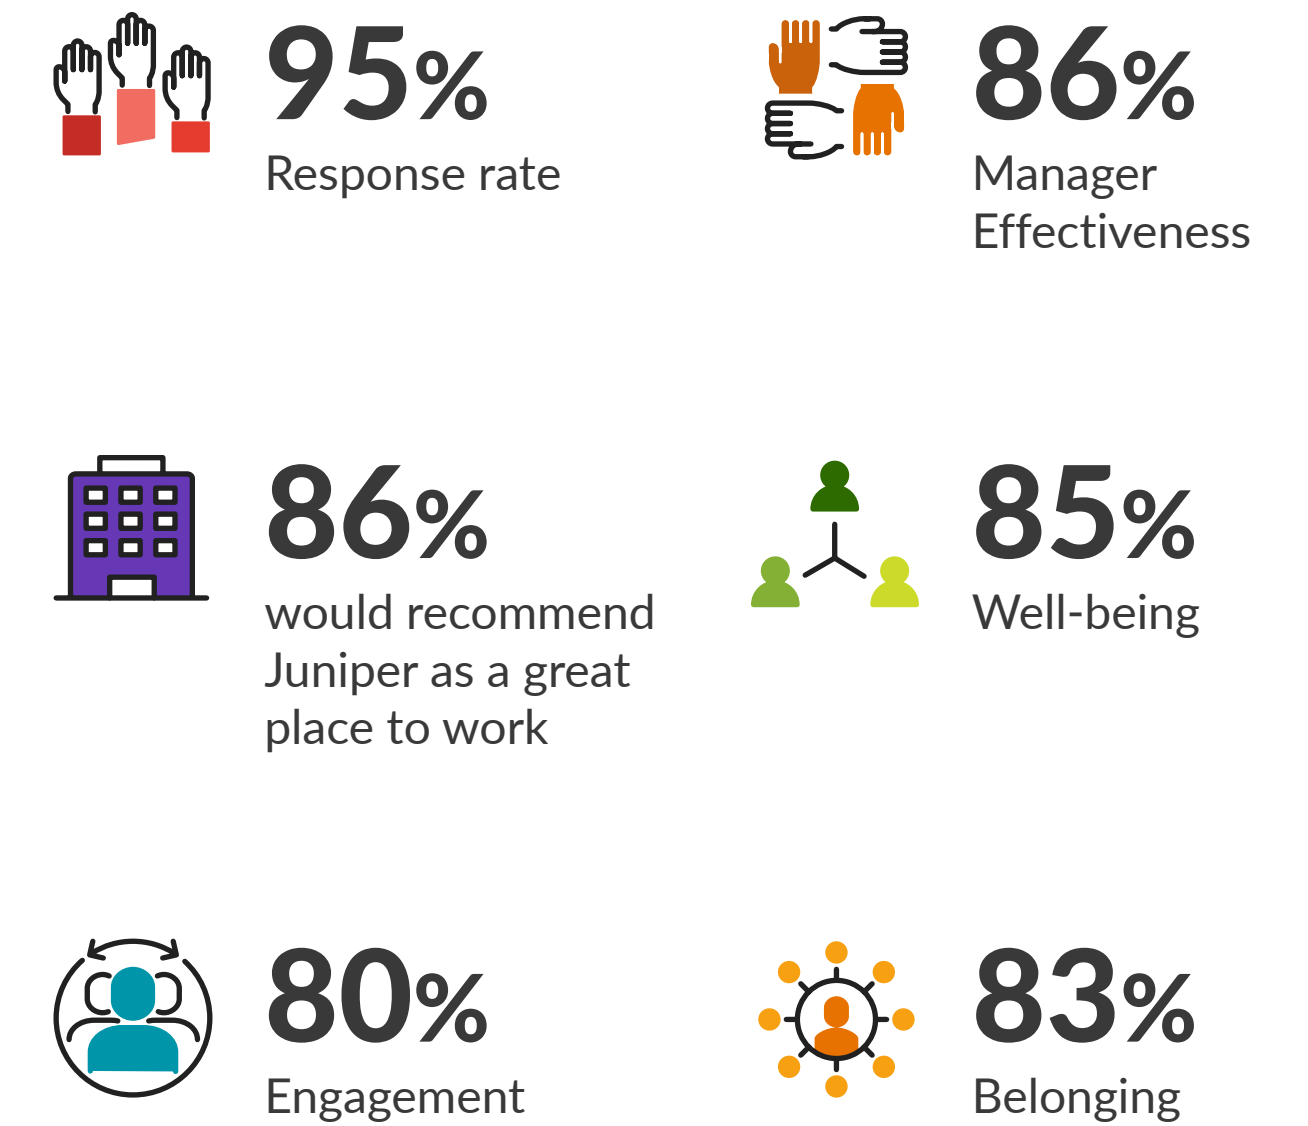 95%
Response rate
86%
Manager
Effectiveness
86%
would recommend
Juniper as a great
place to work
85%
Well-being
80%
Engagement
83%
Belonging